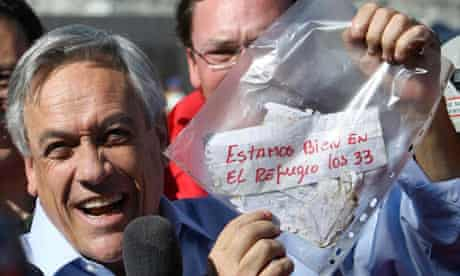 ESTAMOS BIEN EN
EL REFUGIO LOS 33